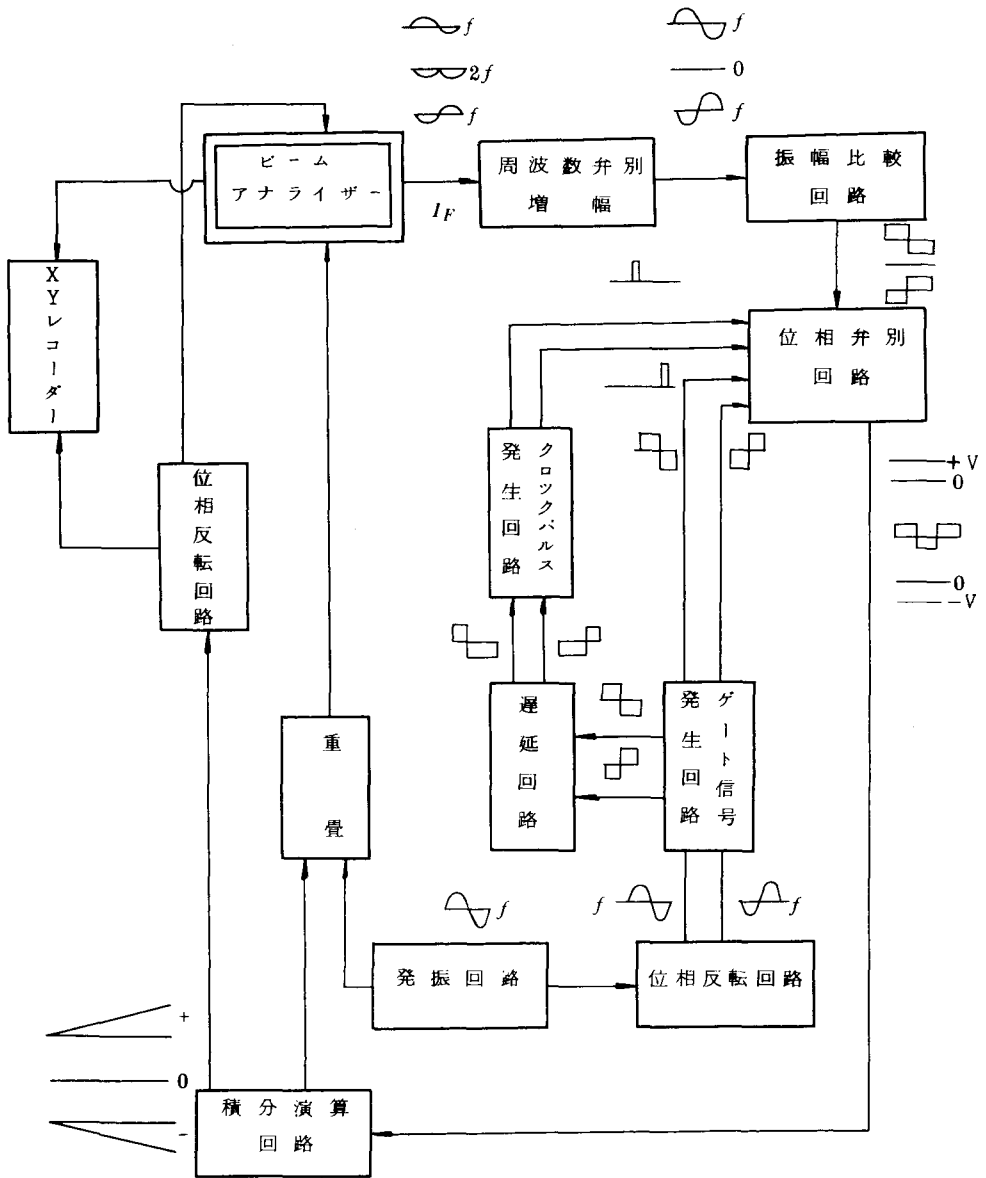 f
f
2f
0
f
f
ビーム
アナライザー
周波数弁別
増幅
振幅比較
回路
I_F
XYレコーダー
位相弁別
回路
クロツクパルス
発生回路
+V
0
0
-V
位相反転回路
重畳
遅延回路
ゲート信号
発生回路
f
f
f
発振回路
位相反転回路
+
0
-
積分演算
回路